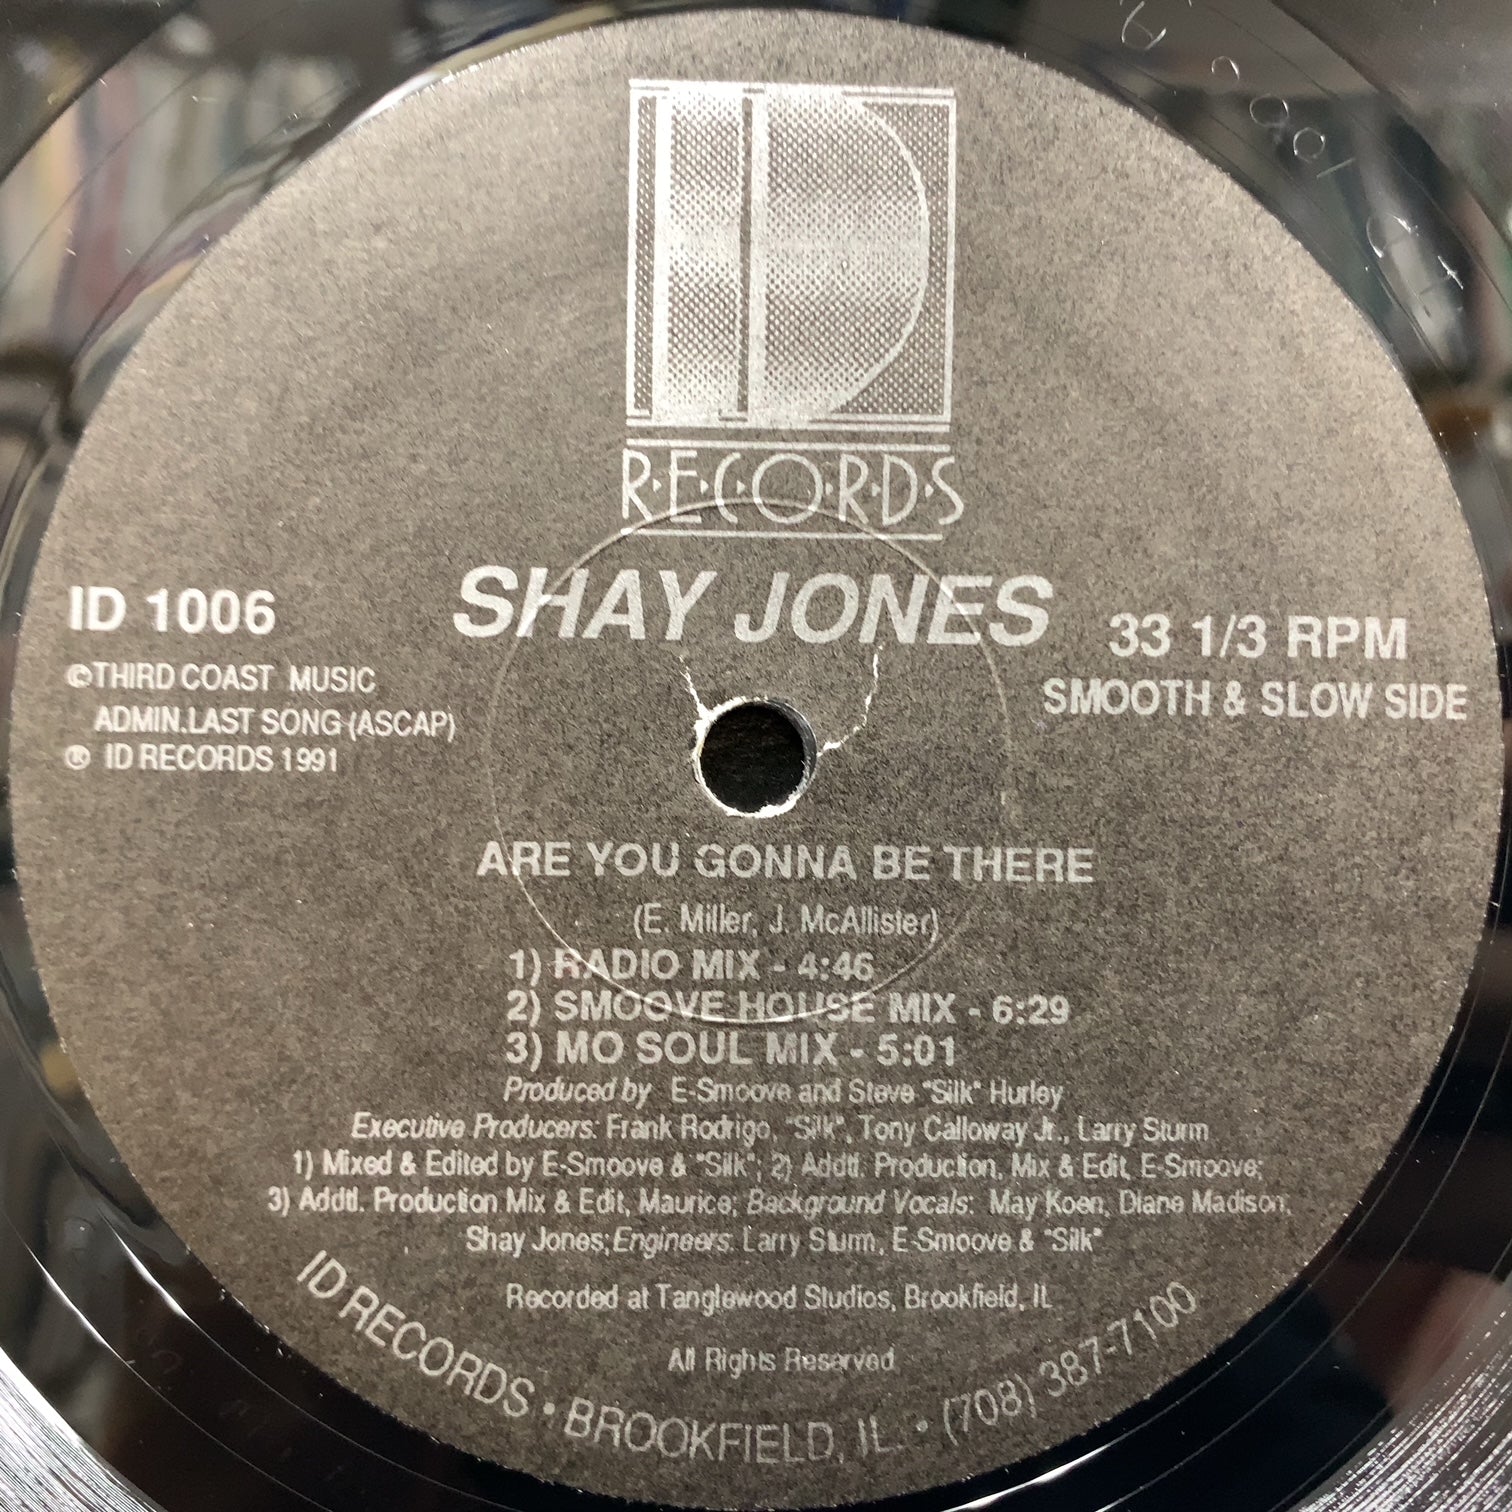 ID
R·E·C·O·R·D·S
SHAY JONES
ID 1006
©THIRD COAST MUSIC
ADMIN.LAST SONG (ASCAP)
® ID RECORDS 1991
33 1/3 RPM
SMOOTH & SLOW SIDE
ARE YOU GONNA BE THERE
(E. Miller, J. McAllister)
1) RADIO MIX - 4:46
2) SMOOVE HOUSE MIX - 6:29
3) MO SOUL MIX - 5:01
Produced by E-Smoove and Steve "Silk" Hurley
Executive Producers: Frank Rodrigo, "Silk", Tony Calloway Jr., Larry Sturm
1) Mixed & Edited by E-Smoove & "Silk"; 2) Addtl. Production, Mix & Edit, E-Smoove;
3) Addtl. Production Mix & Edit, Maurice; Background Vocals: May Koen, Diane Madison,
Shay Jones; Engineers: Larry Sturm, E-Smoove & "Silk"
Recorded at Tanglewood Studios, Brookfield, IL
All Rights Reserved
ID RECORDS • BROOKFIELD, IL • (708) 387-7100